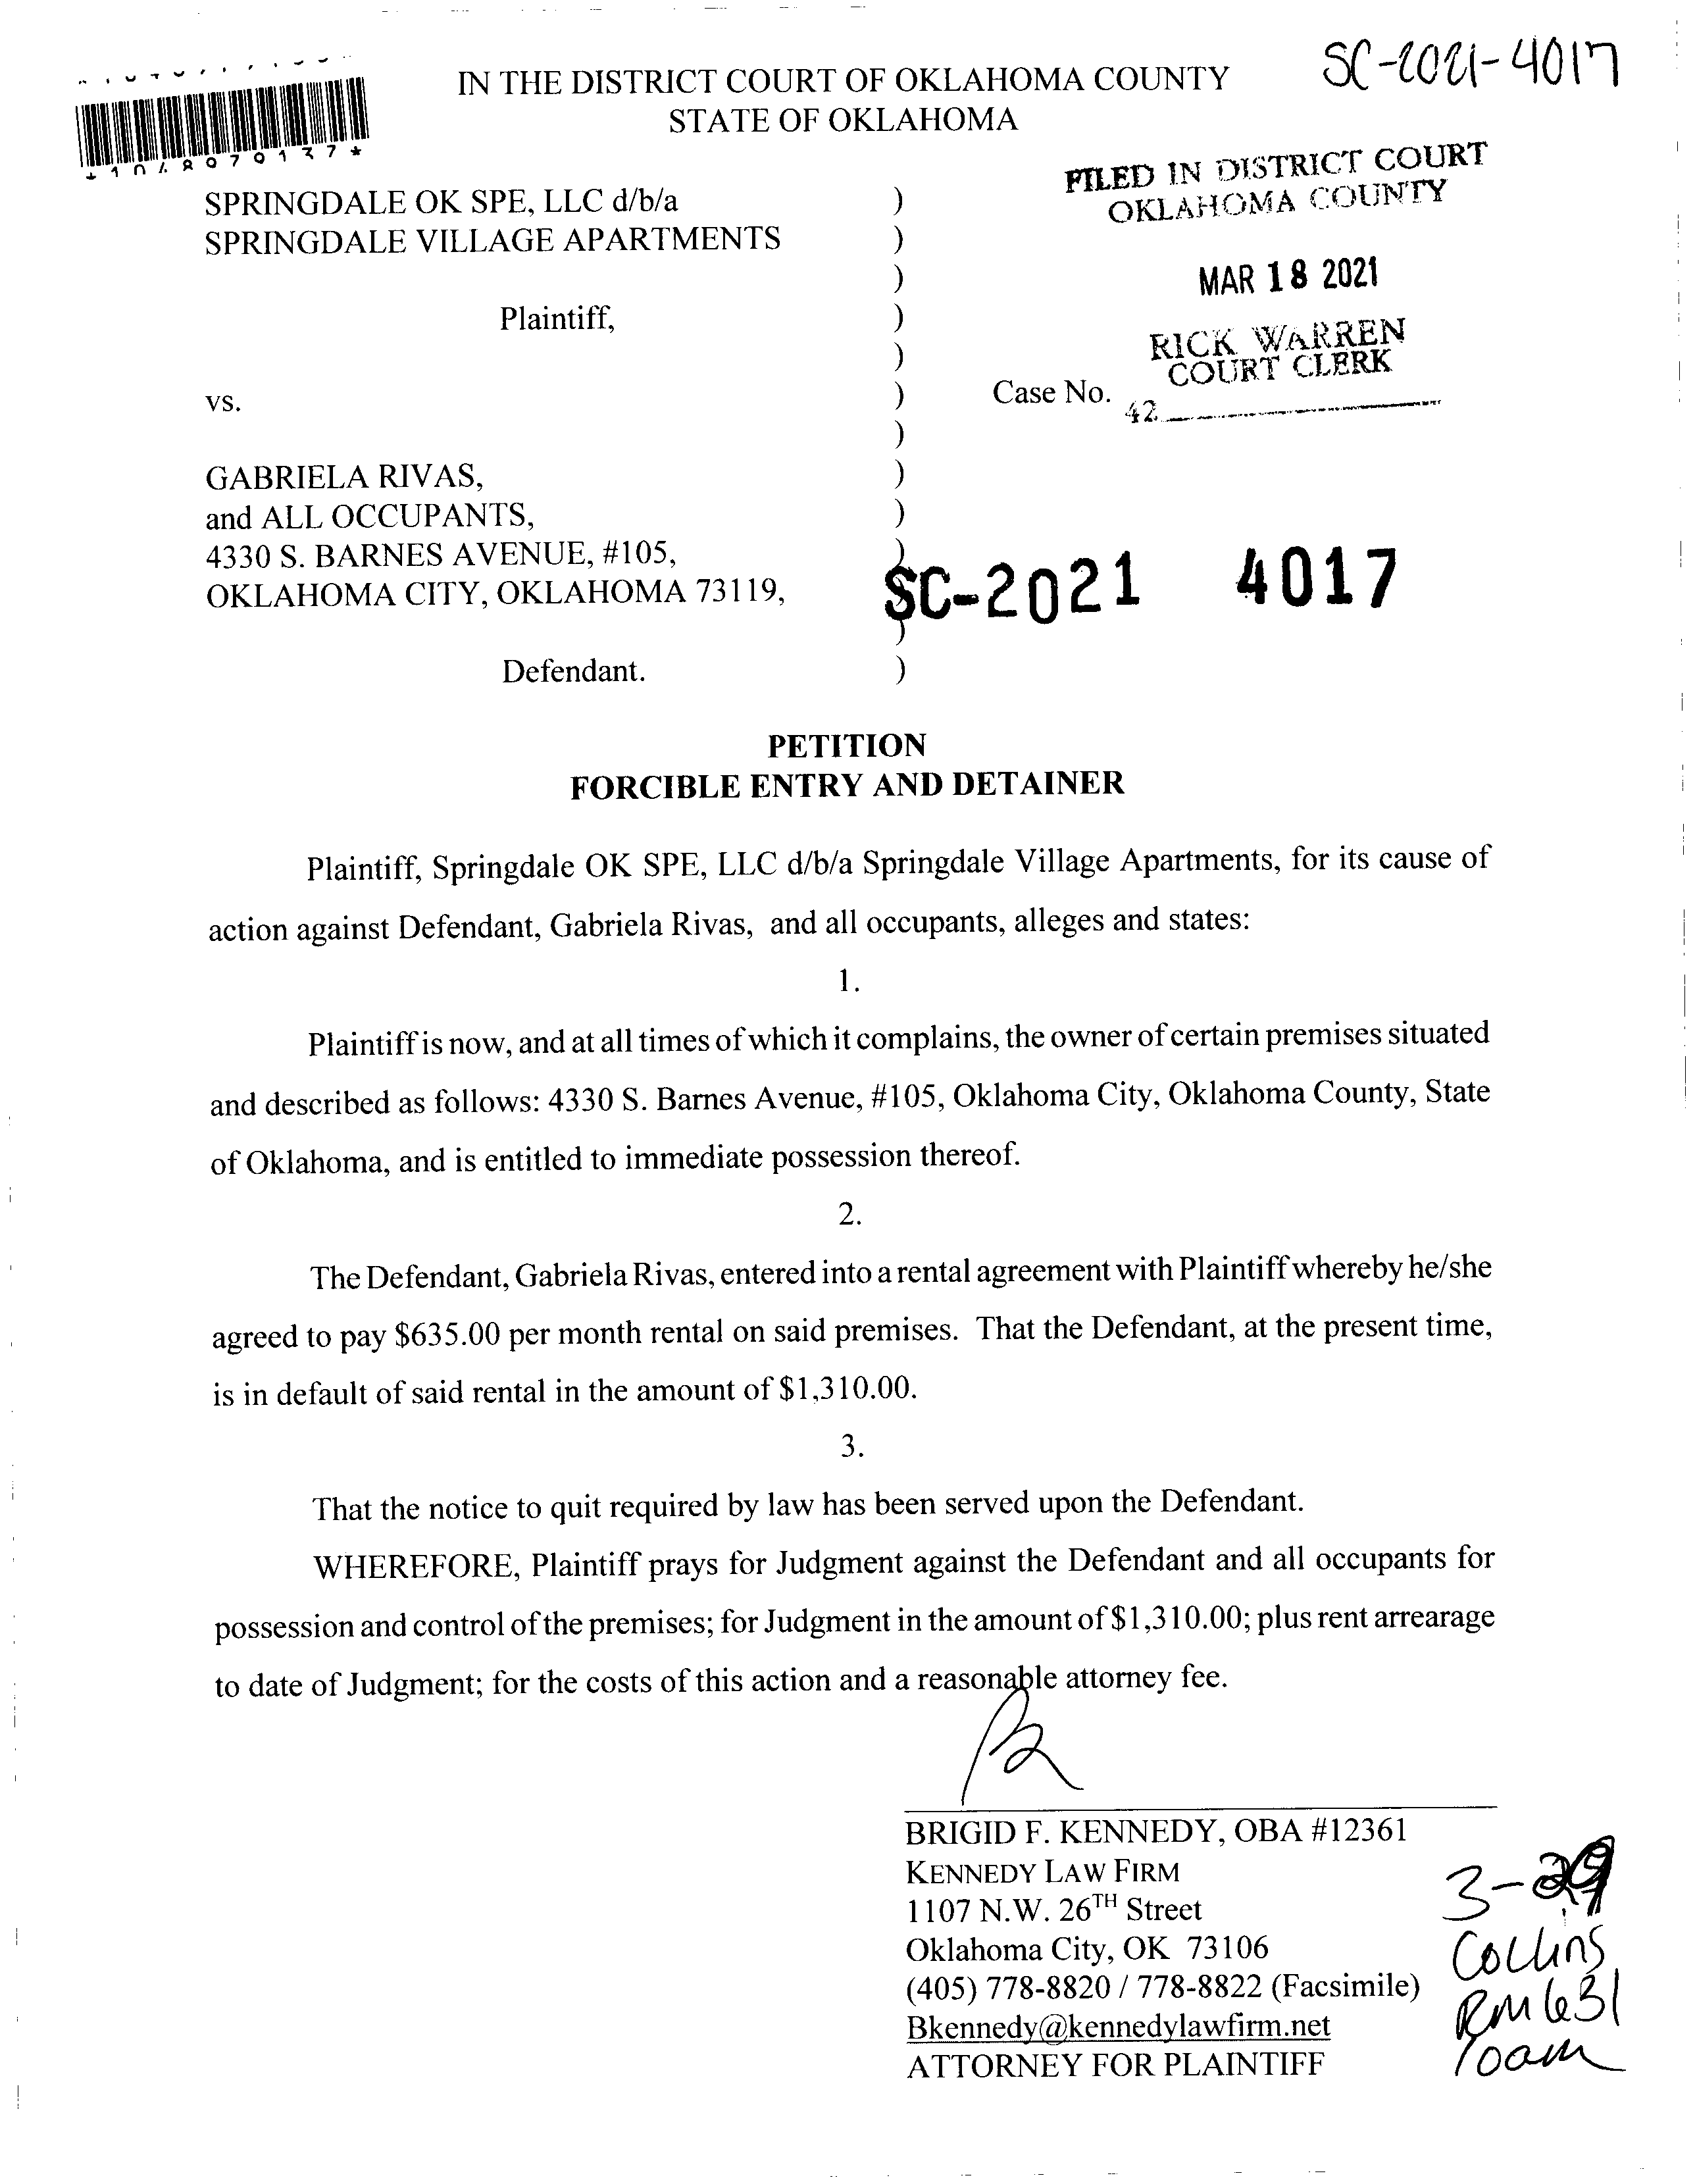 SC-2021-4017
IN THE DISTRICT COURT OF OKLAHOMA COUNTY
STATE OF OKLAHOMA
*1048979137*
FILED IN DISTRICT COURT
OKLAHOMA COUNTY
MAR 18 2021
RICK WARREN
COURT CLERK
42
SPRINGDALE OK SPE, LLC d/b/a )
SPRINGDALE VILLAGE APARTMENTS )
)
Plaintiff, )
)
vs. ) Case No.
)
GABRIELA RIVAS, )
and ALL OCCUPANTS, )
4330 S. BARNES AVENUE, #105, )
OKLAHOMA CITY, OKLAHOMA 73119, )
SC-2021 4017
)
Defendant. )
PETITION
FORCIBLE ENTRY AND DETAINER
Plaintiff, Springdale OK SPE, LLC d/b/a Springdale Village Apartments, for its cause of
action against Defendant, Gabriela Rivas, and all occupants, alleges and states:
1.
Plaintiff is now, and at all times of which it complains, the owner of certain premises situated
and described as follows: 4330 S. Barnes Avenue, #105, Oklahoma City, Oklahoma County, State
of Oklahoma, and is entitled to immediate possession thereof.
2.
The Defendant, Gabriela Rivas, entered into a rental agreement with Plaintiff whereby he/she
agreed to pay $635.00 per month rental on said premises. That the Defendant, at the present time,
is in default of said rental in the amount of $1,310.00.
3.
That the notice to quit required by law has been served upon the Defendant.
WHEREFORE, Plaintiff prays for Judgment against the Defendant and all occupants for
possession and control of the premises; for Judgment in the amount of $1,310.00; plus rent arrearage
to date of Judgment; for the costs of this action and a reasonable attorney fee.
BRIGID F. KENNEDY, OBA #12361
KENNEDY LAW FIRM
1107 N.W. 26TH Street
Oklahoma City, OK 73106
(405) 778-8820 / 778-8822 (Facsimile)
Bkennedy@kennedylawfirm.net
ATTORNEY FOR PLAINTIFF
3-29
Collins
Rm 631
10am